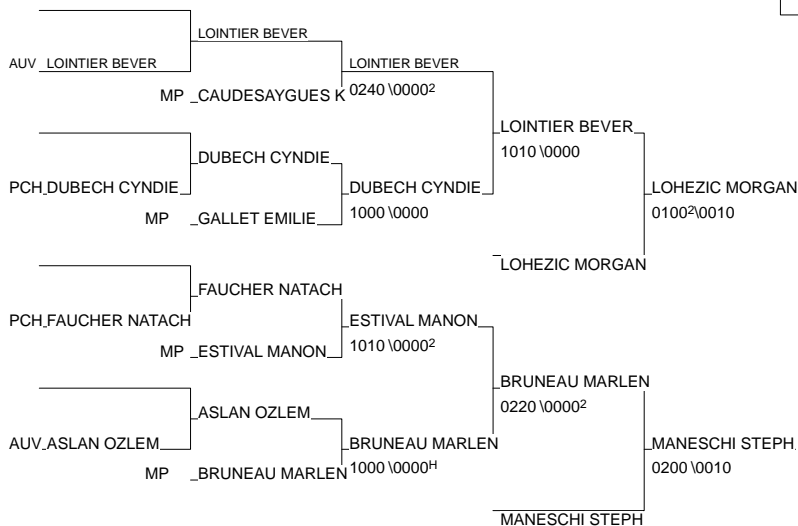 LOINTIER BEVER
AUV LOINTIER BEVER LOINTIER BEVER
MP CAUDESAYGUES K 0240 \0000²
LOINTIER BEVER
1010 \0000
DUBECH CYNDIE
PCH DUBECH CYNDIE DUBECH CYNDIE LOHEZIC MORGAN
MP GALLET EMILIE 1000 \0000 0100²\0010
LOHEZIC MORGAN
FAUCHER NATACH
PCH FAUCHER NATACH ESTIVAL MANON
MP ESTIVAL MANON 1010 \0000²
BRUNEAU MARLEN
0220 \0000²
ASLAN OZLEM
AUV ASLAN OZLEM BRUNEAU MARLEN MANESCHI STEPH
MP BRUNEAU MARLEN 1000 \0000ᴴ 0200 \0010
MANESCHI STEPH